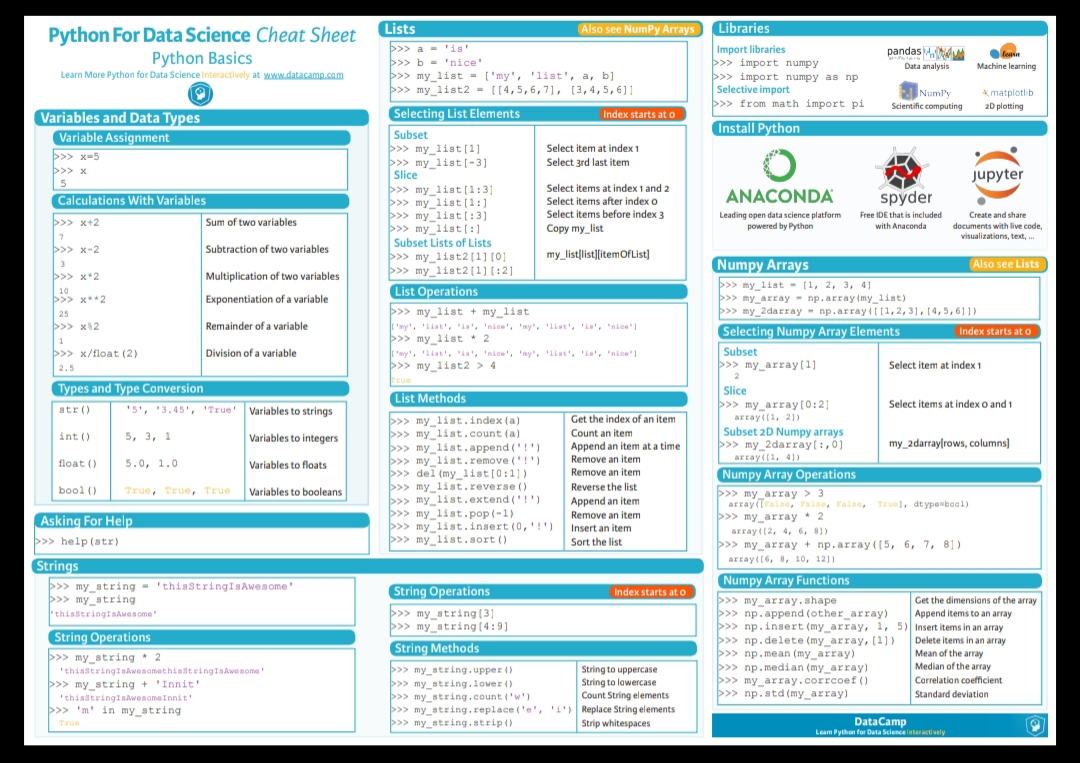 Python For Data Science Cheat Sheet
Python Basics
Learn More Python for Data Science Interactively at www.datacamp.com
Variables and Data Types
Variable Assignment
>>> x=5
>>> x
5
Calculations With Variables
>>> x+2 Sum of two variables
7
>>> x-2 Subtraction of two variables
3
>>> x*2 Multiplication of two variables
10
>>> x**2 Exponentiation of a variable
25
>>> x%2 Remainder of a variable
1
>>> x/float(2) Division of a variable
2.5
Types and Type Conversion
str() '5', '3.45', 'True' Variables to strings
int() 5, 3, 1 Variables to integers
float() 5.0, 1.0 Variables to floats
bool() True, True, True Variables to booleans
Asking For Help
>>> help(str)
Strings
>>> my_string = 'thisStringIsAwesome'
>>> my_string
'thisStringIsAwesome'
String Operations
>>> my_string * 2
'thisStringIsAwesomethisStringIsAwesome'
>>> my_string + 'Innit'
'thisStringIsAwesomeInnit'
>>> 'm' in my_string
True
Lists Also see NumPy Arrays
>>> a = 'is'
>>> b = 'nice'
>>> my_list = ['my', 'list', a, b]
>>> my_list2 = [[4,5,6,7], [3,4,5,6]]
Selecting List Elements Index starts at 0
Subset
>>> my_list[1] Select item at index 1
>>> my_list[-3] Select 3rd last item
Slice
>>> my_list[1:3] Select items at index 1 and 2
>>> my_list[1:] Select items after index 0
>>> my_list[:3] Select items before index 3
>>> my_list[:] Copy my_list
Subset Lists of Lists
>>> my_list2[1][0] my_list[list][itemOfList]
>>> my_list2[1][:2]
List Operations
>>> my_list + my_list
['my', 'list', 'is', 'nice', 'my', 'list', 'is', 'nice']
>>> my_list * 2
['my', 'list', 'is', 'nice', 'my', 'list', 'is', 'nice']
>>> my_list2 > 4
True
List Methods
>>> my_list.index(a) Get the index of an item
>>> my_list.count(a) Count an item
>>> my_list.append('!') Append an item at a time
>>> my_list.remove('!') Remove an item
>>> del(my_list[0:1]) Remove an item
>>> my_list.reverse() Reverse the list
>>> my_list.extend('!') Append an item
>>> my_list.pop(-1) Remove an item
>>> my_list.insert(0,'!') Insert an item
>>> my_list.sort() Sort the list
String Operations Index starts at 0
>>> my_string[3]
>>> my_string[4:9]
String Methods
>>> my_string.upper() String to uppercase
>>> my_string.lower() String to lowercase
>>> my_string.count('w') Count String elements
>>> my_string.replace('e', 'i') Replace String elements
>>> my_string.strip() Strip whitespaces
Libraries
Import libraries
>>> import numpy
>>> import numpy as np
Selective import
>>> from math import pi
pandas
Data analysis
learn
Machine learning
NumPy
Scientific computing
matplotlib
2D plotting
Install Python
ANACONDA
Leading open data science platform
powered by Python
spyder
Free IDE that is included
with Anaconda
jupyter
Create and share
documents with live code,
visualizations, text, ...
Numpy Arrays Also see Lists
>>> my_list = [1, 2, 3, 4]
>>> my_array = np.array(my_list)
>>> my_2darray = np.array([[1,2,3],[4,5,6]])
Selecting Numpy Array Elements Index starts at 0
Subset
>>> my_array[1] Select item at index 1
2
Slice
>>> my_array[0:2] Select items at index 0 and 1
array([1, 2])
Subset 2D Numpy arrays
>>> my_2darray[:,0] my_2darray[rows, columns]
array([1, 4])
Numpy Array Operations
>>> my_array > 3
array([False, False, False, True], dtype=bool)
>>> my_array * 2
array([2, 4, 6, 8])
>>> my_array + np.array([5, 6, 7, 8])
array([6, 8, 10, 12])
Numpy Array Functions
>>> my_array.shape Get the dimensions of the array
>>> np.append(other_array) Append items to an array
>>> np.insert(my_array, 1, 5) Insert items in an array
>>> np.delete(my_array,[1]) Delete items in an array
>>> np.mean(my_array) Mean of the array
>>> np.median(my_array) Median of the array
>>> my_array.corrcoef() Correlation coefficient
>>> np.std(my_array) Standard deviation
DataCamp
Learn Python for Data Science Interactively